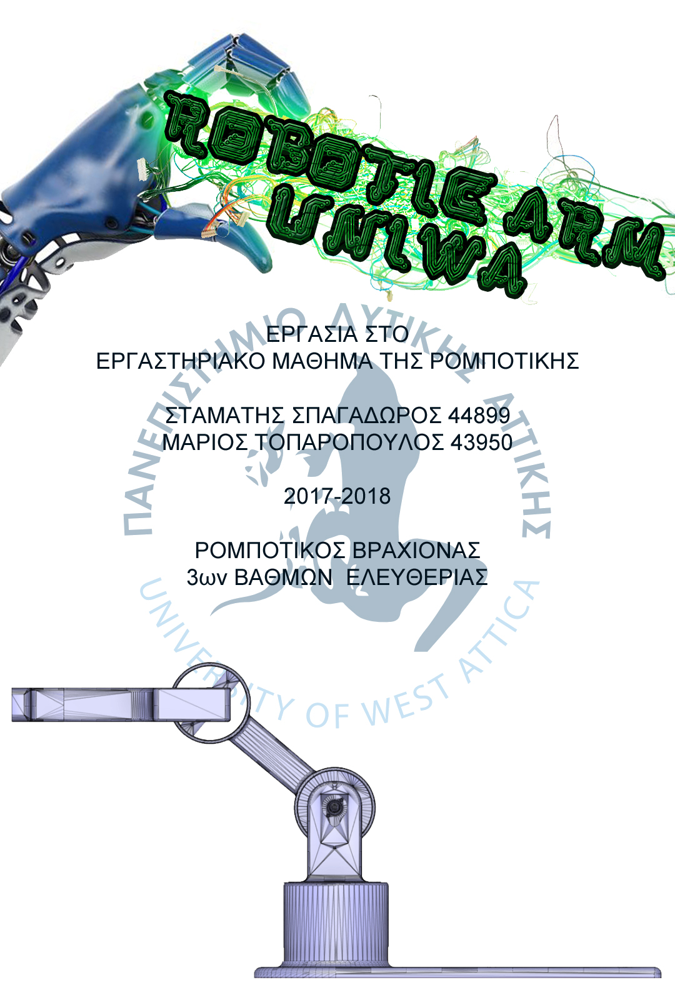 ROBOTIC ARM
UNIWA
ΠΑΝΕΠΙΣΤΗΜΙΟ ΔΥΤΙΚΗΣ ΑΤΤΙΚΗΣ
ΕΡΓΑΣΙΑ ΣΤΟ
ΕΡΓΑΣΤΗΡΙΑΚΟ ΜΑΘΗΜΑ ΤΗΣ ΡΟΜΠΟΤΙΚΗΣ
ΣΤΑΜΑΤΗΣ ΣΠΑΓΑΔΩΡΟΣ 44899
ΜΑΡΙΟΣ ΤΟΠΑΡΟΠΟΥΛΟΣ 43950
2017-2018
ΡΟΜΠΟΤΙΚΟΣ ΒΡΑΧΙΟΝΑΣ
3ων ΒΑΘΜΩΝ ΕΛΕΥΘΕΡΙΑΣ
UNIVERSITY OF WEST ATTICA